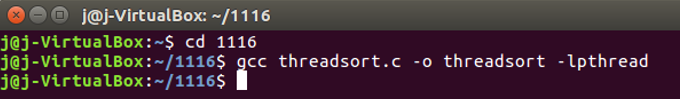 j@j-VirtualBox: ~/1116
j@j-VirtualBox:~$ cd 1116
j@j-VirtualBox:~/1116$ gcc threadsort.c -o threadsort -lpthread
j@j-VirtualBox:~/1116$